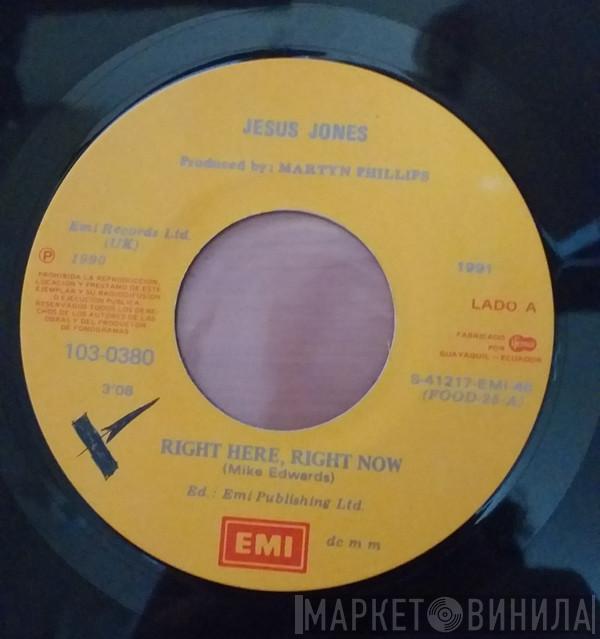 JESUS JONES
Produced by: MARTYN PHILLIPS
Emi Records Ltd.
(UK)
P 1990
PROHIBIDA LA REPRODUCCION,
LOCACION Y PRESTAMO DE ESTE
EJEMPLAR Y SU RADIODIFUSION
O EJECUCION PUBLICA.
RESERVADOS TODOS LOS DERE-
CHOS DE LOS AUTORES DE LAS
OBRAS Y DEL PRODUCTOR
DE FONOGRAMAS
103-0380
3'08
1991
LADO A
FABRICADO
POR
GUAYAQUIL - ECUADOR
S-41217-EMI-46
(FOOD-25-A)
RIGHT HERE, RIGHT NOW
(Mike Edwards)
Ed.: Emi Publishing Ltd.
EMI
dc m m
МАРКЕТ ВИНИЛА